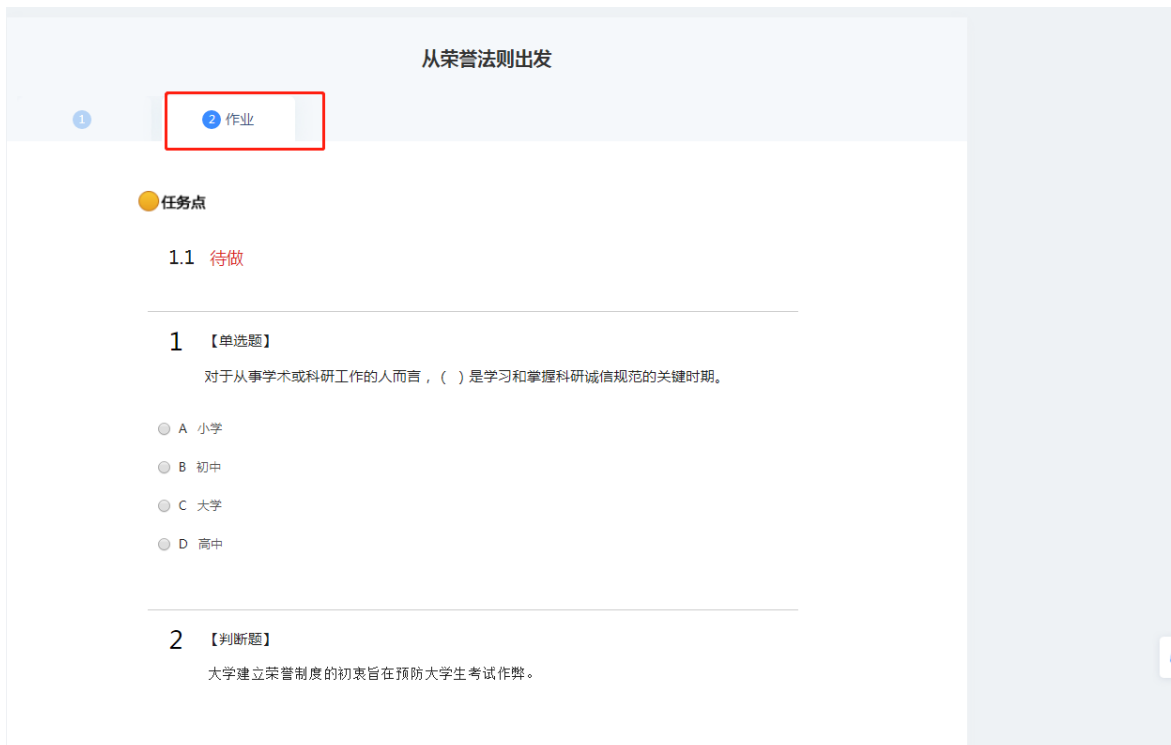 从荣誉法则出发
1
2 作业
任务点
1.1 待做
1 【单选题】
对于从事学术或科研工作的人而言，（ ）是学习和掌握科研诚信规范的关键时期。
A 小学
B 初中
C 大学
D 高中
2 【判断题】
大学建立荣誉制度的初衷旨在预防大学生考试作弊。